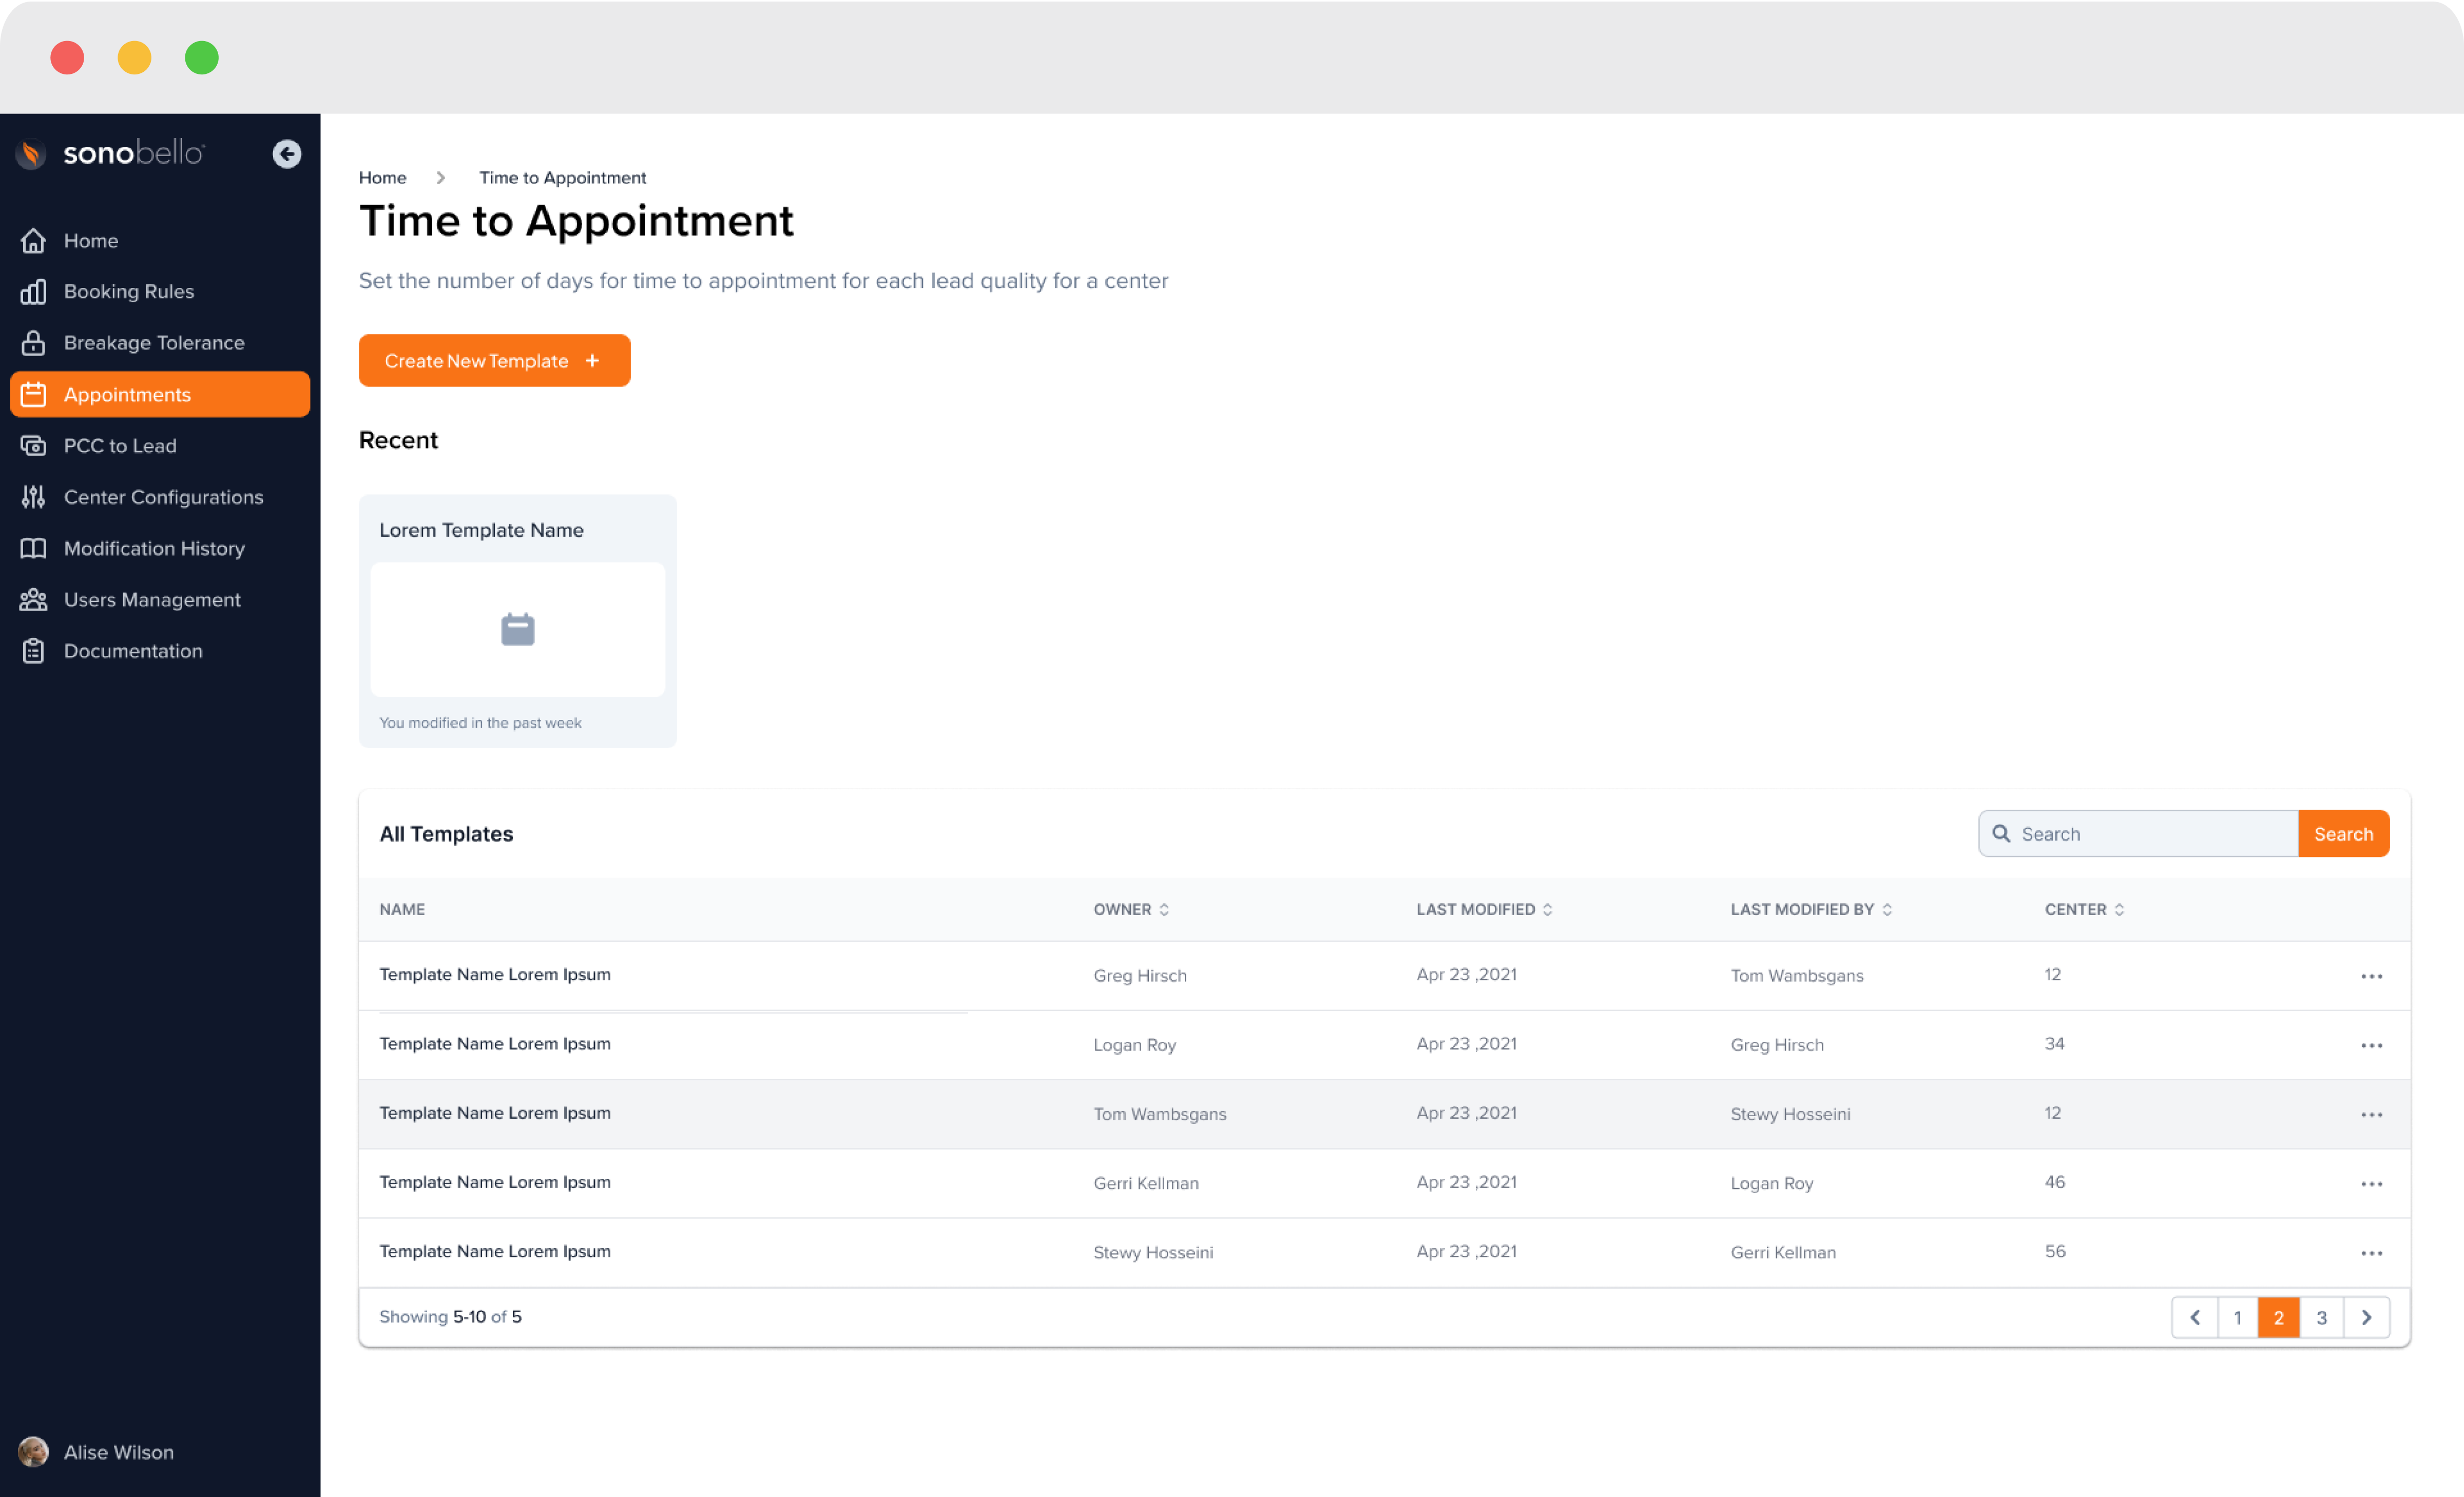 sonobello
Home
Booking Rules
Breakage Tolerance
Appointments
PCC to Lead
Center Configurations
Modification History
Users Management
Documentation
Alise Wilson
Home > Time to Appointment
Time to Appointment
Set the number of days for time to appointment for each lead quality for a center
Create New Template +
Recent
Lorem Template Name
You modified in the past week
All Templates
Search Search
NAME OWNER LAST MODIFIED LAST MODIFIED BY CENTER
Template Name Lorem Ipsum Greg Hirsch Apr 23 ,2021 Tom Wambsgans 12 ...
Template Name Lorem Ipsum Logan Roy Apr 23 ,2021 Greg Hirsch 34 ...
Template Name Lorem Ipsum Tom Wambsgans Apr 23 ,2021 Stewy Hosseini 12 ...
Template Name Lorem Ipsum Gerri Kellman Apr 23 ,2021 Logan Roy 46 ...
Template Name Lorem Ipsum Stewy Hosseini Apr 23 ,2021 Gerri Kellman 56 ...
Showing 5-10 of 5 1 2 3